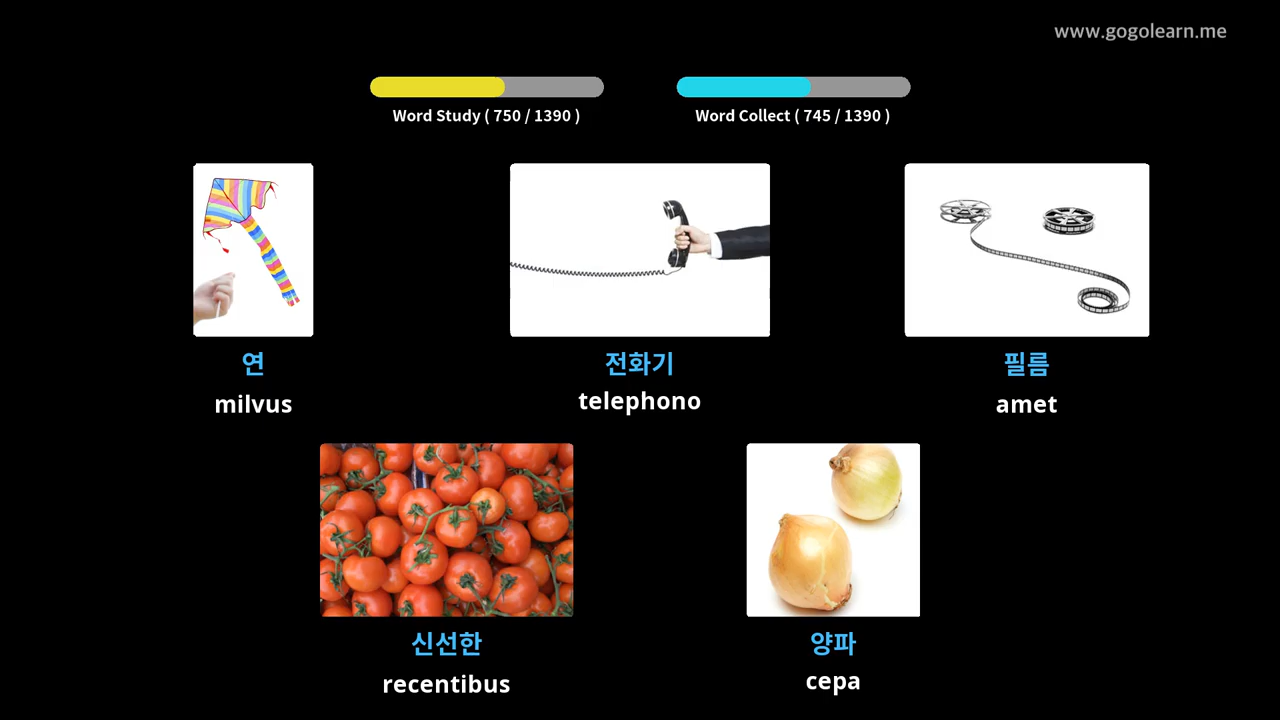 www.gogolearn.me
Word Study ( 750 / 1390 )
Word Collect ( 745 / 1390 )
연
전화기
필름
milvus
telephono
amet
신선한
양파
recentibus
cepa